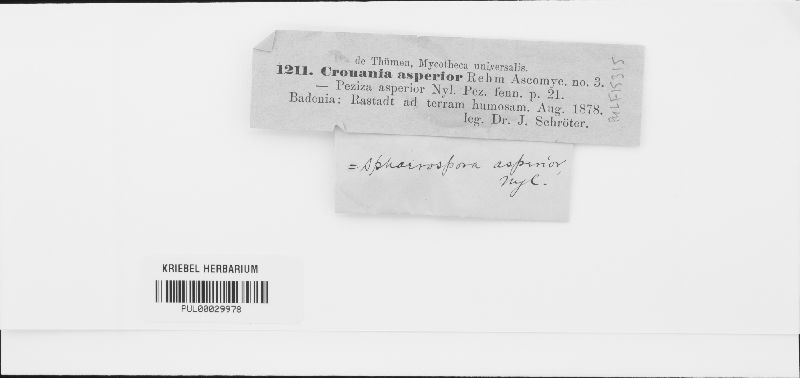 de Thümen, Mycotheca universalis.
1211. Crouania asperior Rehm Ascomyc. no. 3.
— Peziza asperior Nyl. Pez. fenn. p. 21.
Badenia: Rastadt ad terram humosam. Aug. 1878.
leg. Dr. J. Schröter.
PULF15315
= Sphaerospora asperior,
Nyl.
KRIEBEL HERBARIUM
PUL00029978